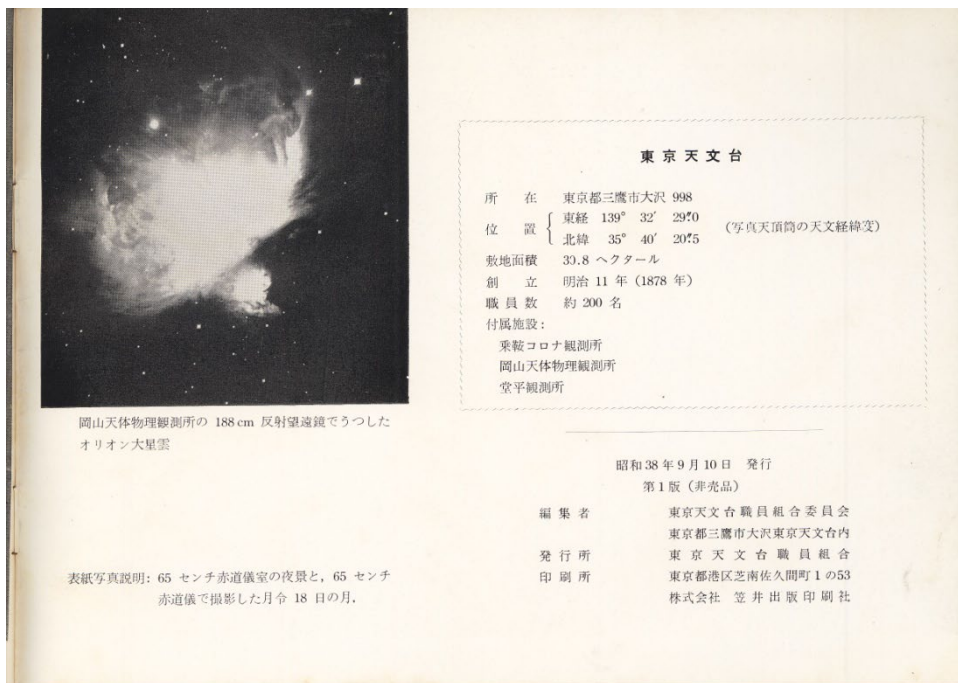 岡山天体物理観測所の 188cm 反射望遠鏡でうつした
オリオン大星雲
表紙写真説明: 65 センチ赤道儀室の夜景と, 65 センチ
赤道儀で撮影した月令 18 日の月.
東京天文台
所在 東京都三鷹市大沢 998
位置 東経 139° 32′ 29″.0 (写真天頂筒の天文経緯度)
北緯 35° 40′ 20″.5
敷地面積 30.8 ヘクタール
創立 明治 11 年 (1878 年)
職員数 約 200 名
付属施設:
乗鞍コロナ観測所
岡山天体物理観測所
堂平観測所
昭和38年9月10日 発行
第1版 (非売品)
編集者 東京天文台職員組合委員会
東京都三鷹市大沢東京天文台内
発行所 東京天文台職員組合
印刷所 東京都港区芝南佐久間町1の53
株式会社 笠井出版印刷社